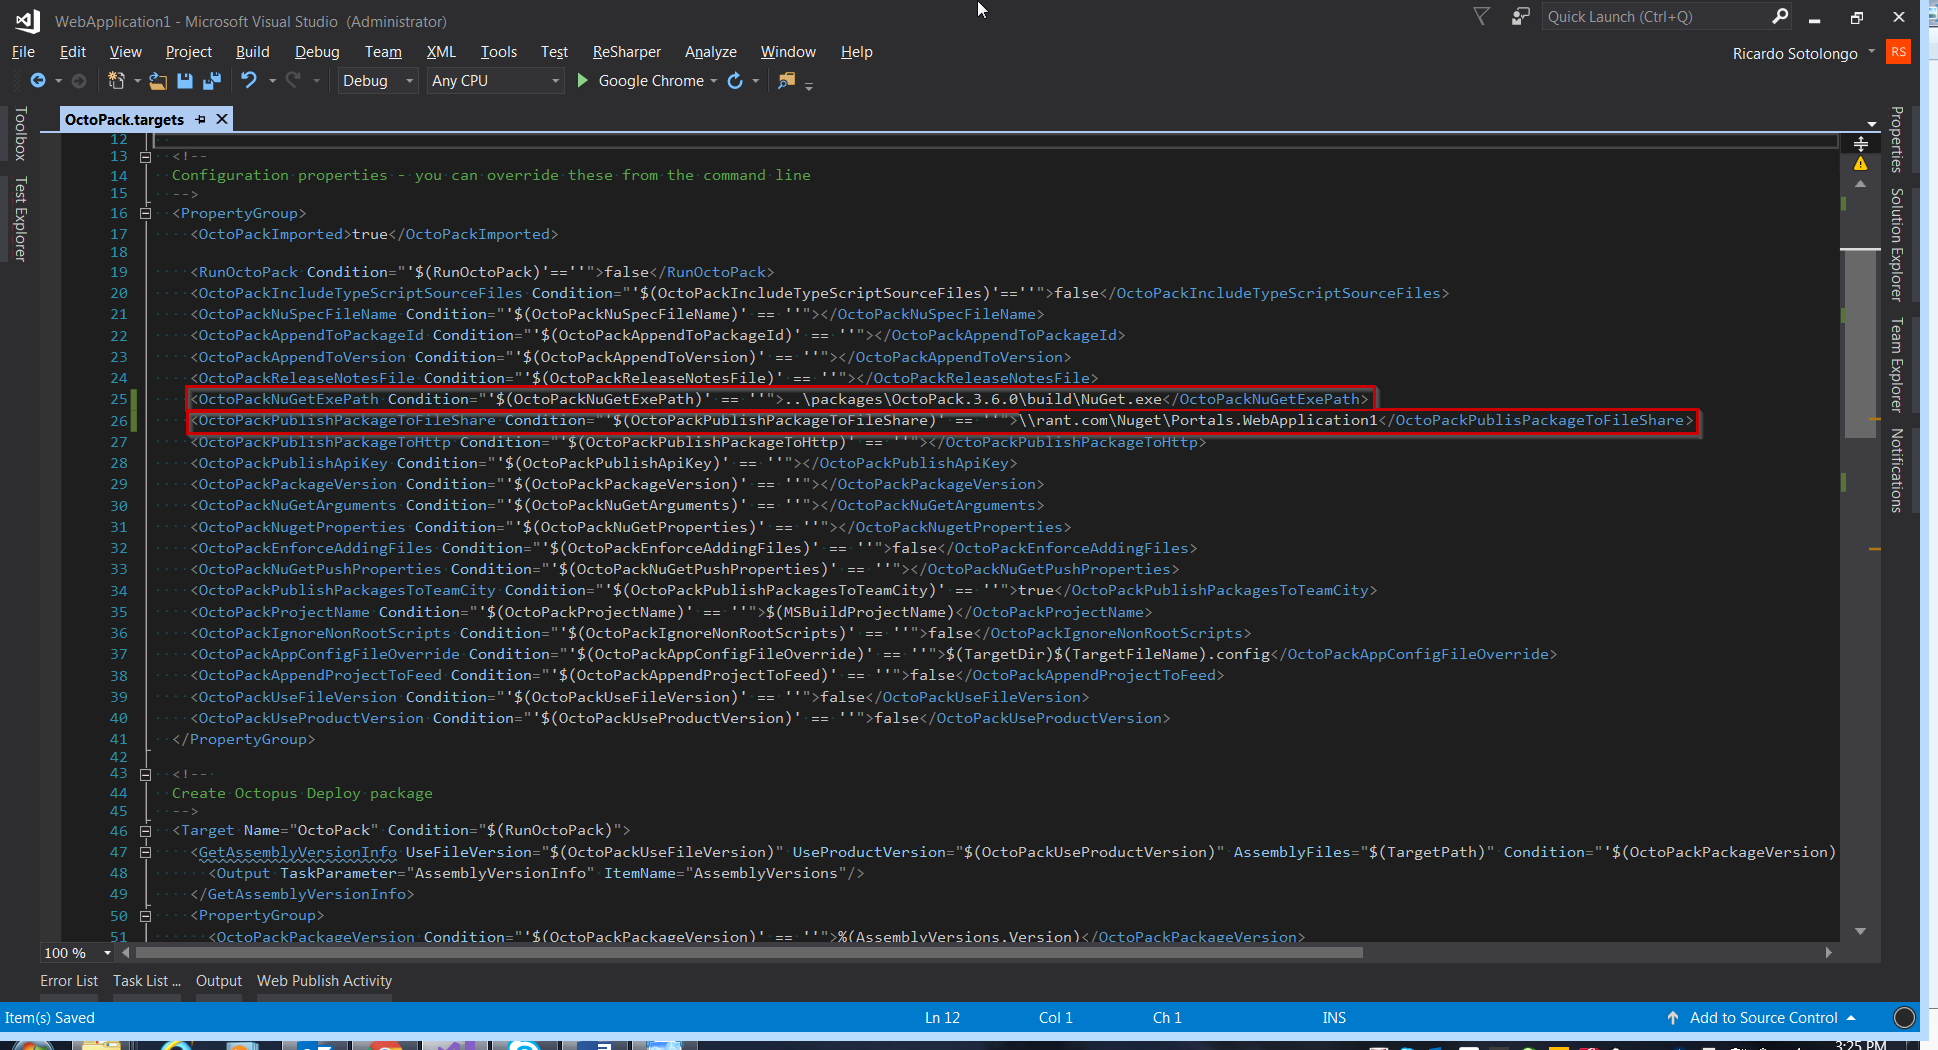 WebApplication1 - Microsoft Visual Studio (Administrator)
Quick Launch (Ctrl+Q)
File Edit View Project Build Debug Team XML Tools Test ReSharper Analyze Window Help
Ricardo Sotolongo RS
Debug Any CPU Google Chrome
Toolbox
Test Explorer
OctoPack.targets
12
13 <!--
14 Configuration properties - you can override these from the command line
15 -->
16 <PropertyGroup>
17 <OctoPackImported>true</OctoPackImported>
18
19 <RunOctoPack Condition="'$(RunOctoPack)'==''">false</RunOctoPack>
20 <OctoPackIncludeTypeScriptSourceFiles Condition="'$(OctoPackIncludeTypeScriptSourceFiles)'==''">false</OctoPackIncludeTypeScriptSourceFiles>
21 <OctoPackNuSpecFileName Condition="'$(OctoPackNuSpecFileName)' == ''"></OctoPackNuSpecFileName>
22 <OctoPackAppendToPackageId Condition="'$(OctoPackAppendToPackageId)' == ''"></OctoPackAppendToPackageId>
23 <OctoPackAppendToVersion Condition="'$(OctoPackAppendToVersion)' == ''"></OctoPackAppendToVersion>
24 <OctoPackReleaseNotesFile Condition="'$(OctoPackReleaseNotesFile)' == ''"></OctoPackReleaseNotesFile>
25 <OctoPackNuGetExePath Condition="'$(OctoPackNuGetExePath)' == ''">..\packages\OctoPack.3.6.0\build\NuGet.exe</OctoPackNuGetExePath>
26 <OctoPackPublishPackageToFileShare Condition="'$(OctoPackPublishPackageToFileShare)' == ''">\\rant.com\Nuget\Portals.WebApplication1</OctoPackPublisPackageToFileShare>
27 <OctoPackPublishPackageToHttp Condition="'$(OctoPackPublishPackageToHttp)' == ''"></OctoPackPublishPackageToHttp>
28 <OctoPackPublishApiKey Condition="'$(OctoPackPublishApiKey)' == ''"></OctoPackPublishApiKey>
29 <OctoPackPackageVersion Condition="'$(OctoPackPackageVersion)' == ''"></OctoPackPackageVersion>
30 <OctoPackNuGetArguments Condition="'$(OctoPackNuGetArguments)' == ''"></OctoPackNuGetArguments>
31 <OctoPackNugetProperties Condition="'$(OctoPackNuGetProperties)' == ''"></OctoPackNugetProperties>
32 <OctoPackEnforceAddingFiles Condition="'$(OctoPackEnforceAddingFiles)' == ''">false</OctoPackEnforceAddingFiles>
33 <OctoPackNuGetPushProperties Condition="'$(OctoPackNuGetPushProperties)' == ''"></OctoPackNuGetPushProperties>
34 <OctoPackPublishPackagesToTeamCity Condition="'$(OctoPackPublishPackagesToTeamCity)' == ''">true</OctoPackPublishPackagesToTeamCity>
35 <OctoPackProjectName Condition="'$(OctoPackProjectName)' == ''">$(MSBuildProjectName)</OctoPackProjectName>
36 <OctoPackIgnoreNonRootScripts Condition="'$(OctoPackIgnoreNonRootScripts)' == ''">false</OctoPackIgnoreNonRootScripts>
37 <OctoPackAppConfigFileOverride Condition="'$(OctoPackAppConfigFileOverride)' == ''">$(TargetDir)$(TargetFileName).config</OctoPackAppConfigFileOverride>
38 <OctoPackAppendProjectToFeed Condition="'$(OctoPackAppendProjectToFeed)' == ''">false</OctoPackAppendProjectToFeed>
39 <OctoPackUseFileVersion Condition="'$(OctoPackUseFileVersion)' == ''">false</OctoPackUseFileVersion>
40 <OctoPackUseProductVersion Condition="'$(OctoPackUseProductVersion)' == ''">false</OctoPackUseProductVersion>
41 </PropertyGroup>
42
43 <!--
44 Create Octopus Deploy package
45 -->
46 <Target Name="OctoPack" Condition="$(RunOctoPack)">
47 <GetAssemblyVersionInfo UseFileVersion="$(OctoPackUseFileVersion)" UseProductVersion="$(OctoPackUseProductVersion)" AssemblyFiles="$(TargetPath)" Condition="'$(OctoPackPackageVersion)
48 <Output TaskParameter="AssemblyVersionInfo" ItemName="AssemblyVersions"/>
49 </GetAssemblyVersionInfo>
50 <PropertyGroup>
51 <OctoPackPackageVersion Condition="'$(OctoPackPackageVersion)' == ''">%(AssemblyVersions.Version)</OctoPackPackageVersion>
Properties
Solution Explorer
Team Explorer
Notifications
100 %
Error List Task List ... Output Web Publish Activity
Item(s) Saved Ln 12 Col 1 Ch 1 INS Add to Source Control
3:25 PM